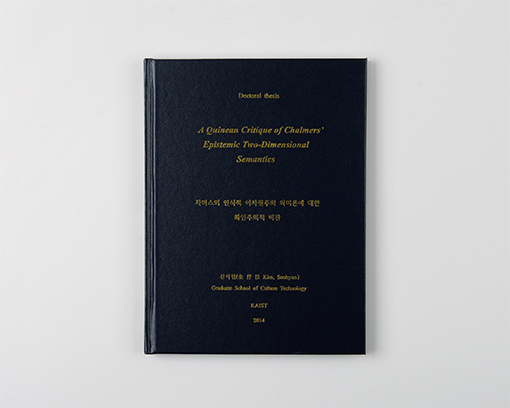 Doctoral thesis
A Quinean Critique of Chalmers'
Epistemic Two-Dimensional
Semantics
차머스의 인식적 이차원주의 의미론에 대한
콰인주의적 비판
(金 Kim, Seohyun)
Graduate School of Culture Technology
KAIST
2014